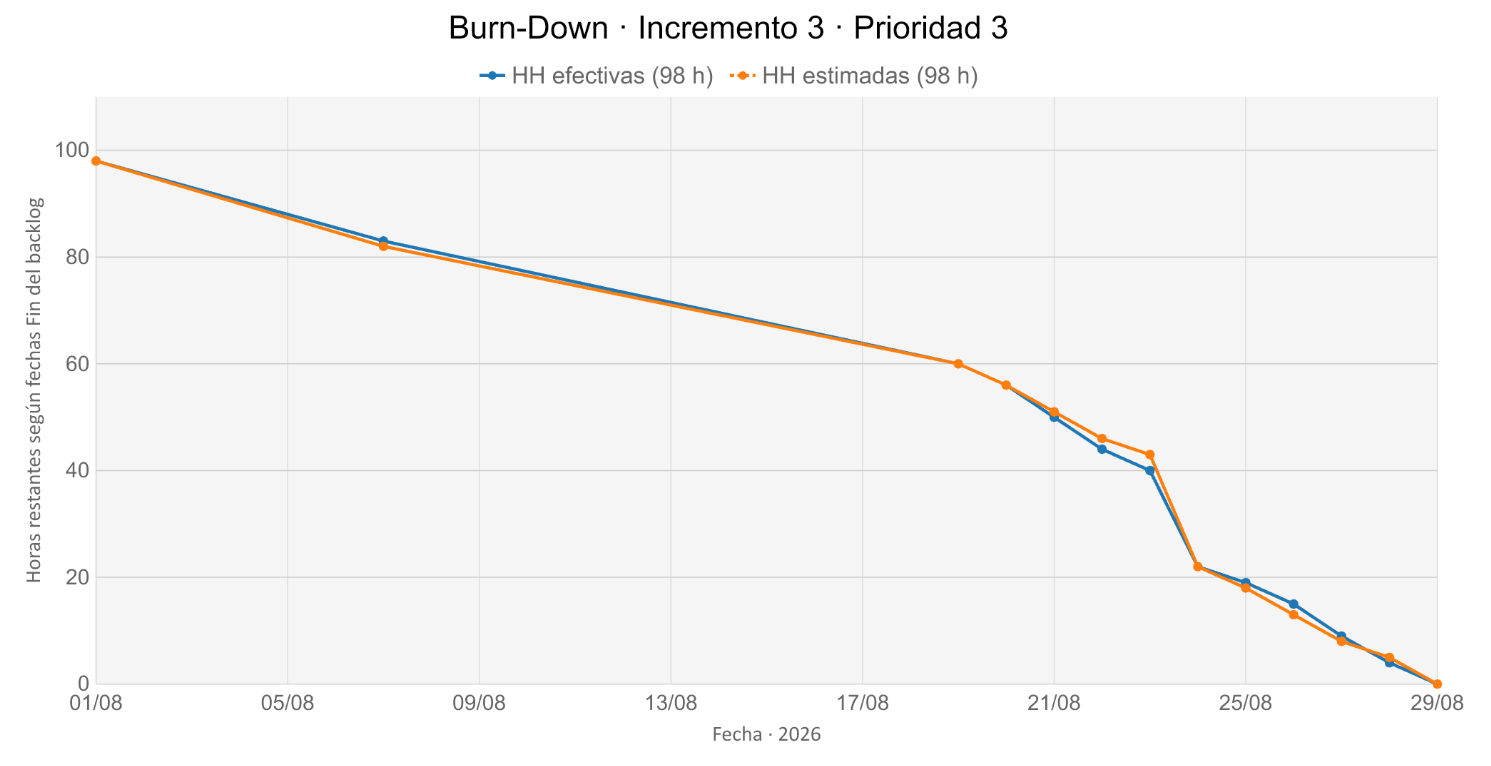 Burn-Down · Incremento 3 · Prioridad 3
HH efectivas (98 h) HH estimadas (98 h)
Horas restantes según fechas Fin del backlog
100
80
60
40
20
0
01/08 05/08 09/08 13/08 17/08 21/08 25/08 29/08
Fecha · 2026